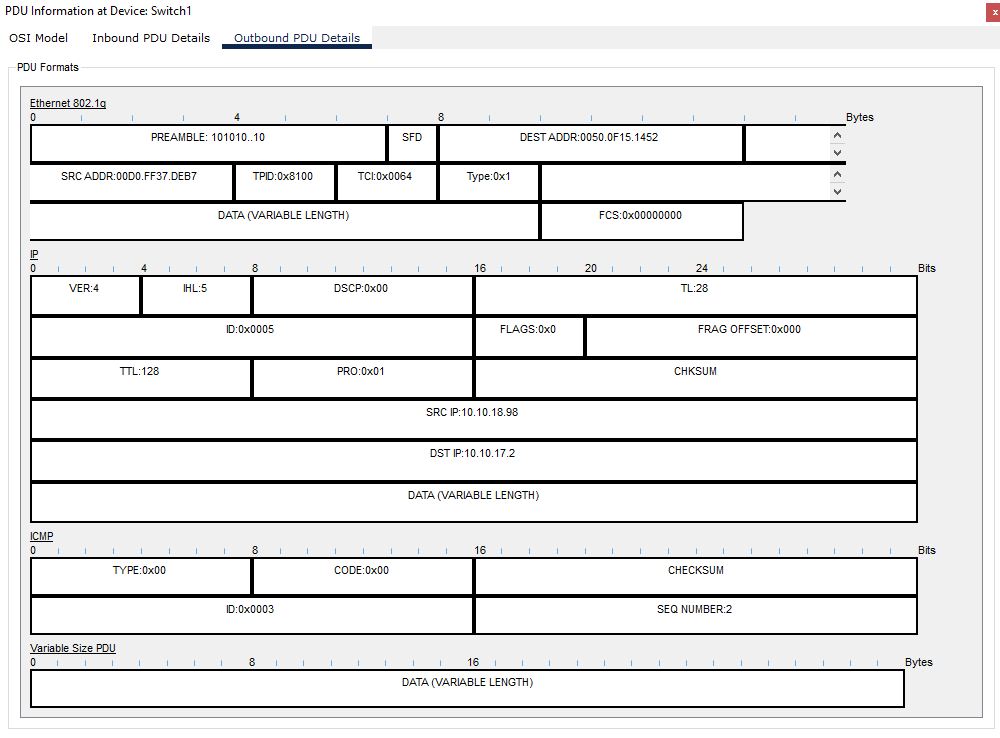 PDU Information at Device: Switch1
x
OSI Model Inbound PDU Details Outbound PDU Details
PDU Formats
Ethernet 802.1q
0 4 8 Bytes
PREAMBLE: 101010..10 SFD DEST ADDR:0050.0F15.1452
SRC ADDR:00D0.FF37.DEB7 TPID:0x8100 TCI:0x0064 Type:0x1
DATA (VARIABLE LENGTH) FCS:0x00000000
IP
0 4 8 16 20 24 Bits
VER:4 IHL:5 DSCP:0x00 TL:28
ID:0x0005 FLAGS:0x0 FRAG OFFSET:0x000
TTL:128 PRO:0x01 CHKSUM
SRC IP:10.10.18.98
DST IP:10.10.17.2
DATA (VARIABLE LENGTH)
ICMP
0 8 16 Bits
TYPE:0x00 CODE:0x00 CHECKSUM
ID:0x0003 SEQ NUMBER:2
Variable Size PDU
0 8 16 Bytes
DATA (VARIABLE LENGTH)